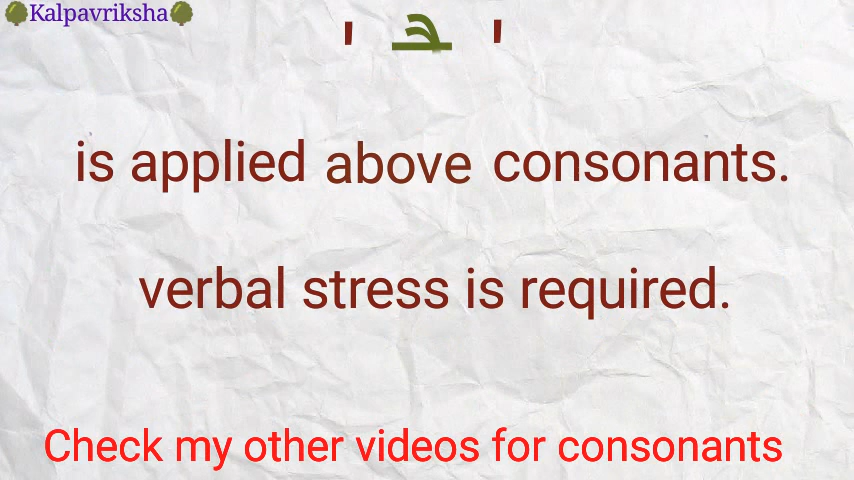 Kalpavriksha
is applied above consonants.
verbal stress is required.
Check my other videos for consonants